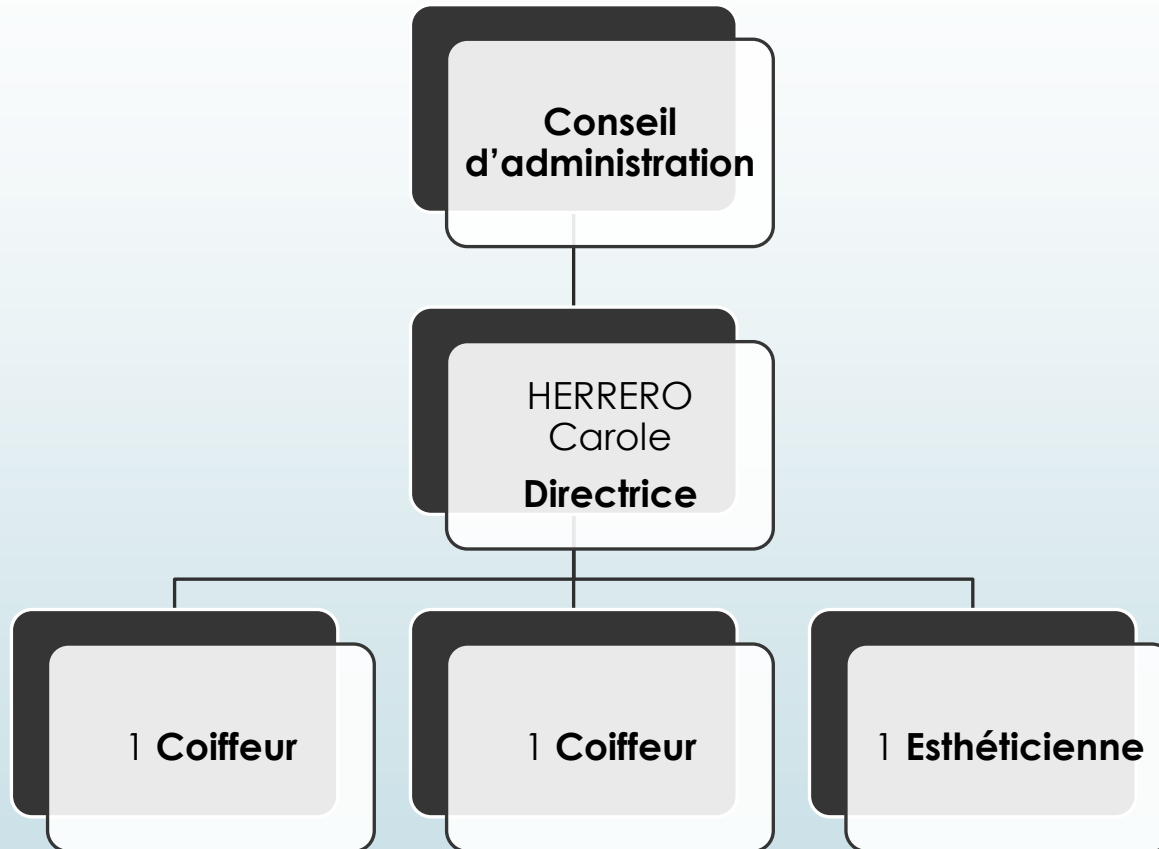 Conseil
d’administration
HERRERO
Carole
Directrice
1 Coiffeur
1 Coiffeur
1 Esthéticienne